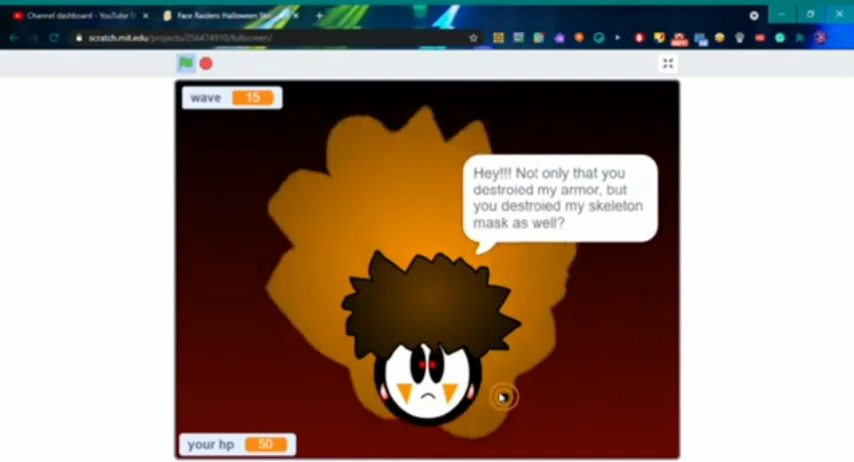 Channel dashboard - YouTube S
Face Raiders: Halloween St
scratch.mit.edu/projects/256474910/fullscreen/
wave 15
Hey!!! Not only that you
destroied my armor, but
you destroied my skeleton
mask as well?
your hp 50